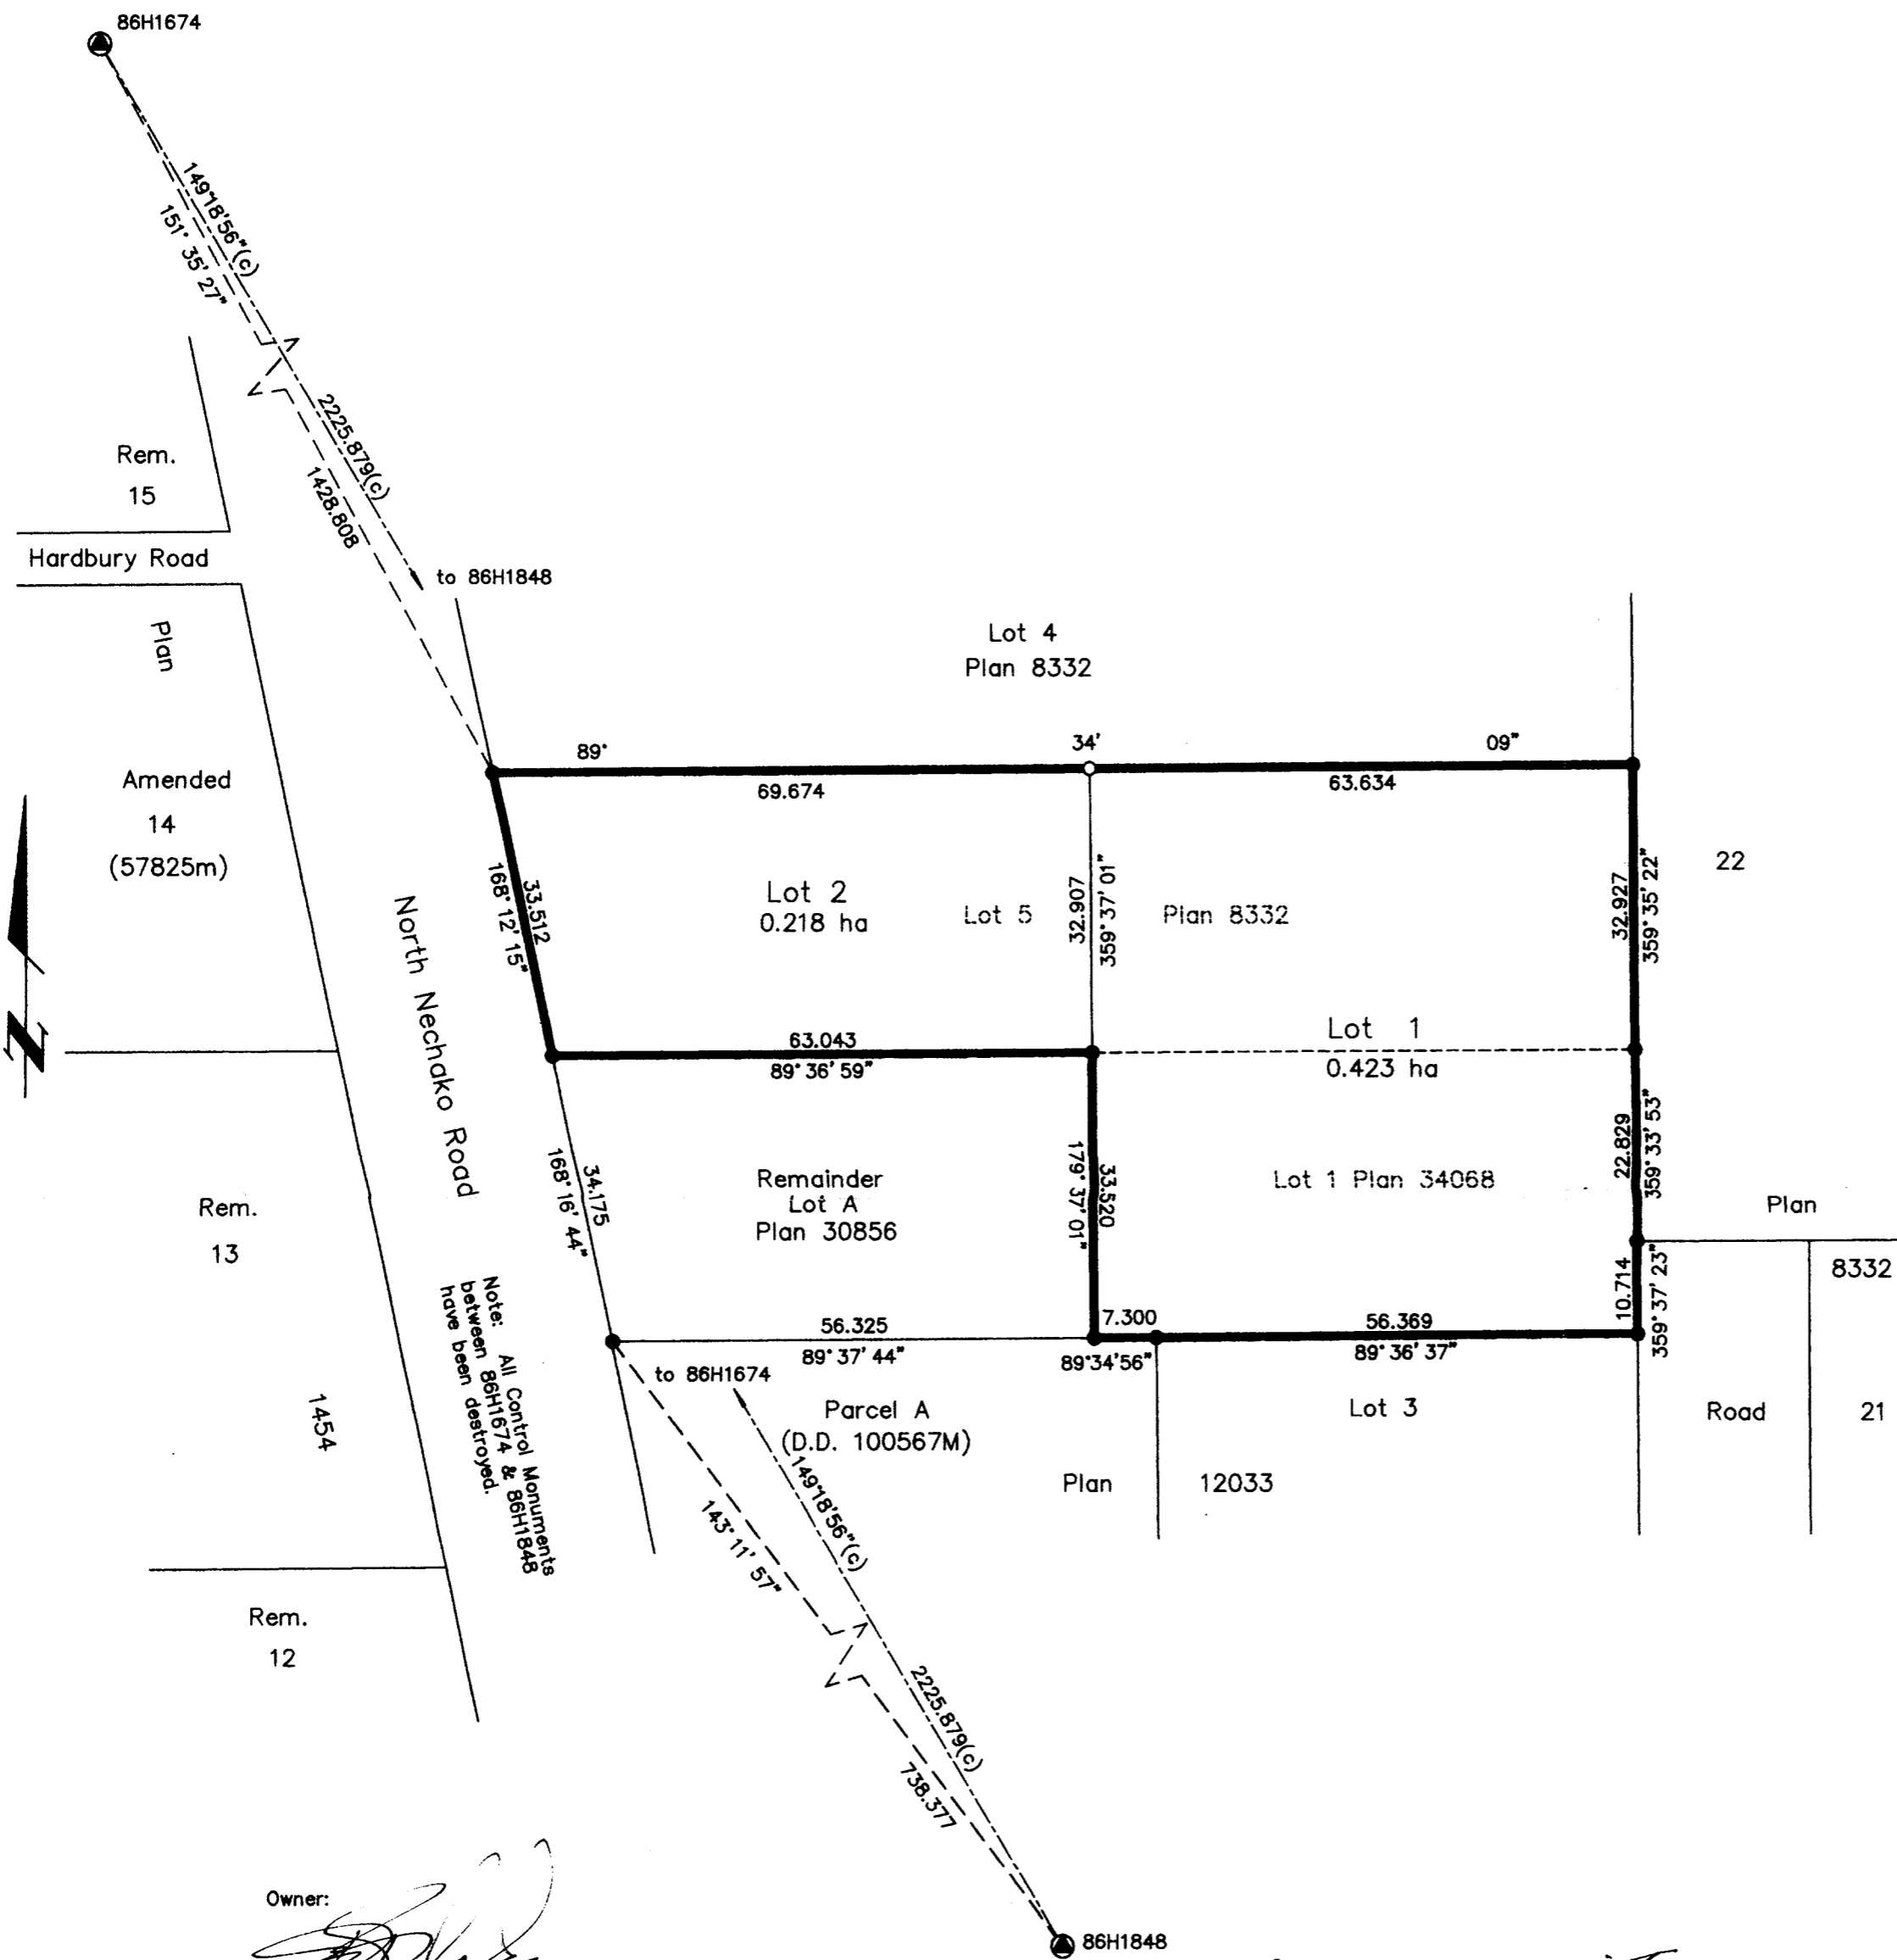 86H1674
149°18'56"(c)
151° 35' 27"
2225.879(c)
1428.808
to 86H1848
Rem.
15
Hardbury Road
Plan
Lot 4
Plan 8332
89° 34' 09"
69.674
63.634
Amended
14
(57825m)
33.512
168° 12' 15"
Lot 2
0.218 ha
Lot 5
32.907
359° 37' 01"
Plan 8332
32.927
359° 35' 22"
22
North Nechako Road
N
63.043
89° 36' 59"
Lot 1
0.423 ha
34.175
168° 16' 44"
Remainder
Lot A
Plan 30856
33.520
179° 37' 01"
Lot 1 Plan 34068
22.829
359° 33' 53"
Plan
8332
Rem.
13
10.714
359° 37' 23"
Note: All Control Monuments
between 86H1674 & 86H1848
have been destroyed.
56.325
89° 37' 44"
7.300
89°34'56"
56.369
89° 36' 37"
to 86H1674
Parcel A
(D.D. 100567M)
Lot 3
Road
21
1454
Plan 12033
149°18'56"(c)
143° 11' 57"
Rem.
12
2225.879(c)
738.377
Owner:
86H1848